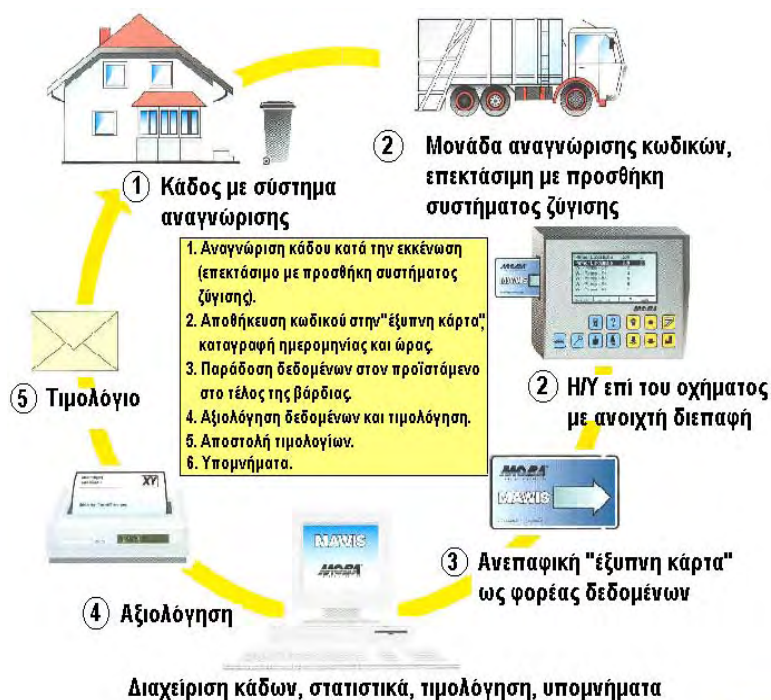 ② Μονάδα αναγνώρισης κωδικών,
επεκτάσιμη με προσθήκη
συστήματος ζύγισης
① Κάδος με σύστημα
αναγνώρισης
1. Αναγνώριση κάδου κατά την εκκένωση
(επεκτάσιμο με προσθήκη συστήματος
ζύγισης).
2. Αποθήκευση κωδικού στην"έξυπνη κάρτα",
καταγραφή ημερομηνίας και ώρας.
3. Παράδοση δεδομένων στον προϊστάμενο
στο τέλος της βάρδιας.
4. Αξιολόγηση δεδομένων και τιμολόγηση.
5. Αποστολή τιμολογίων.
6. Υπομνήματα.
MOBA
② Η/Υ επί του οχήματος
με ανοιχτή διεπαφή
⑤ Τιμολόγιο
MOBA
MAWIS
③ Ανεπαφική "έξυπνη κάρτα"
ως φορέας δεδομένων
XY
MAWIS
MOBA
④ Αξιολόγηση
Διαχείριση κάδων, στατιστικά, τιμολόγηση, υπομνήματα